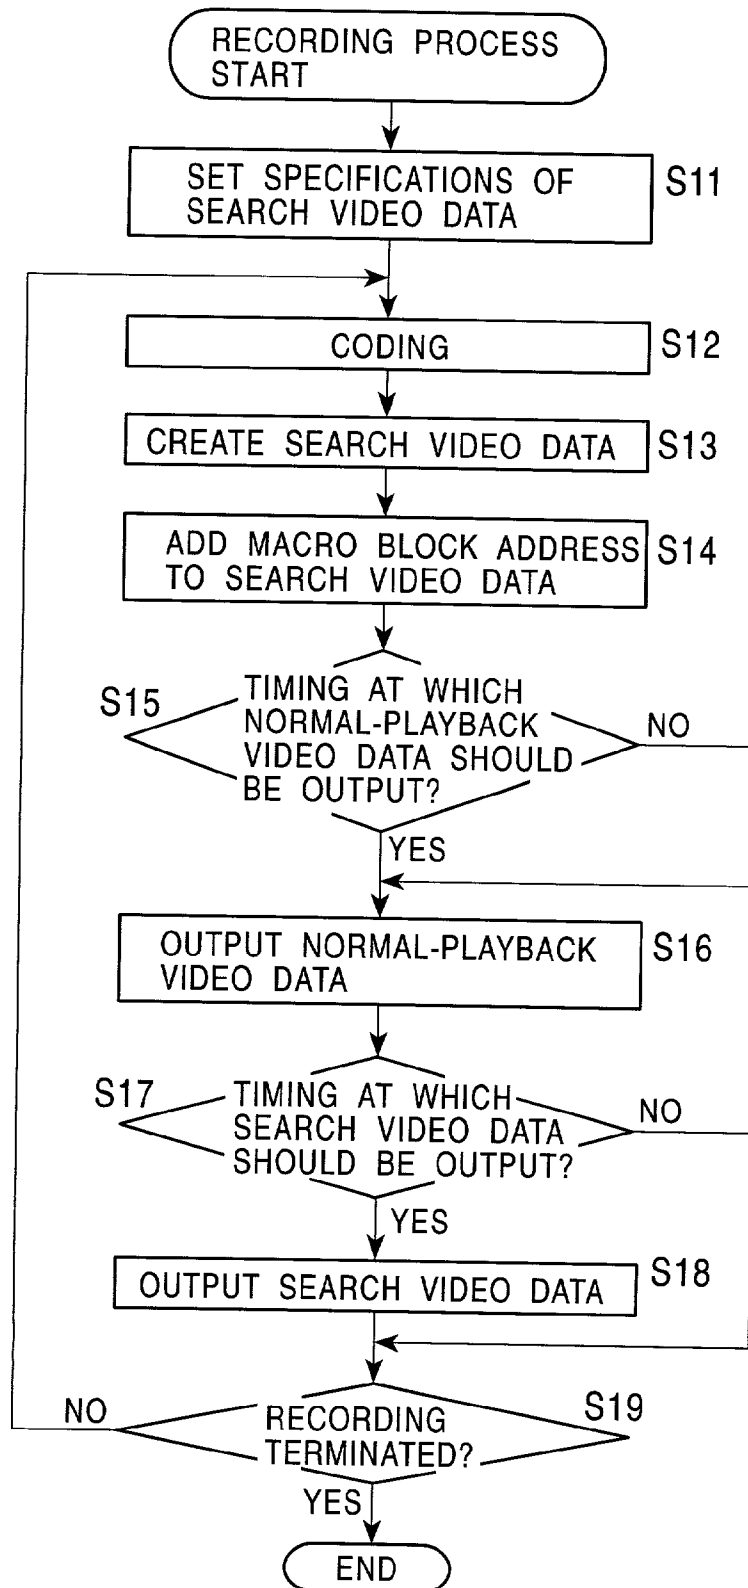 RECORDING PROCESS
START
SET SPECIFICATIONS OF
SEARCH VIDEO DATA
S11
CODING
S12
CREATE SEARCH VIDEO DATA
S13
ADD MACRO BLOCK ADDRESS
TO SEARCH VIDEO DATA
S14
S15
TIMING AT WHICH
NORMAL-PLAYBACK
VIDEO DATA SHOULD
BE OUTPUT?
NO
YES
OUTPUT NORMAL-PLAYBACK
VIDEO DATA
S16
S17
TIMING AT WHICH
SEARCH VIDEO DATA
SHOULD BE OUTPUT?
NO
YES
OUTPUT SEARCH VIDEO DATA
S18
NO
RECORDING
TERMINATED?
S19
YES
END